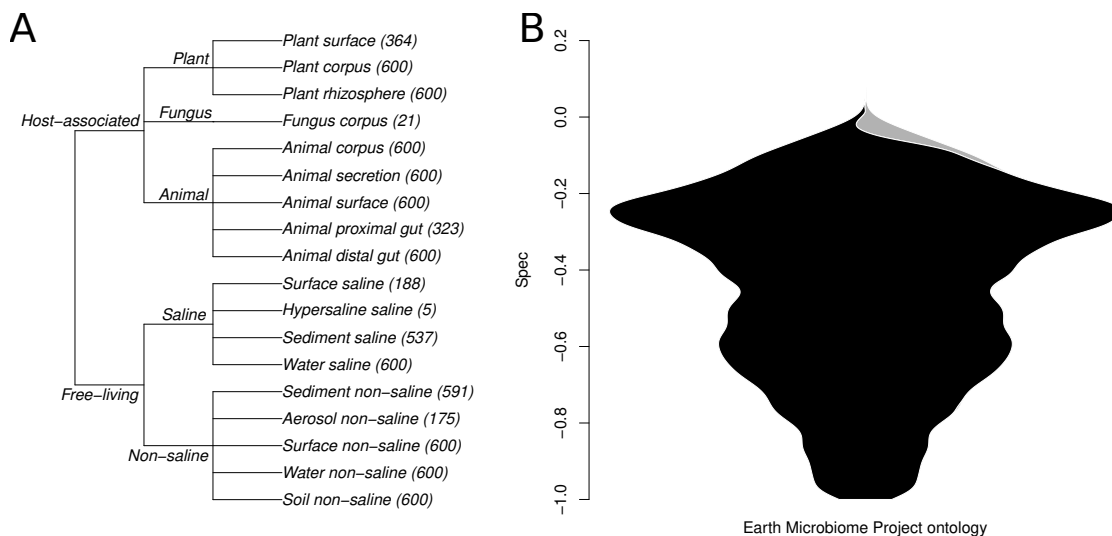 A
Plant surface (364)
Plant
Plant corpus (600)
Plant rhizosphere (600)
Host−associated
Fungus
Fungus corpus (21)
Animal corpus (600)
Animal secretion (600)
Animal
Animal surface (600)
Animal proximal gut (323)
Animal distal gut (600)
Surface saline (188)
Saline
Hypersaline saline (5)
Sediment saline (537)
Water saline (600)
Free−living
Sediment non−saline (591)
Aerosol non−saline (175)
Surface non−saline (600)
Non−saline
Water non−saline (600)
Soil non−saline (600)
B
0.2
0.0
−0.2
−0.4
−0.6
−0.8
−1.0
Spec
Earth Microbiome Project ontology